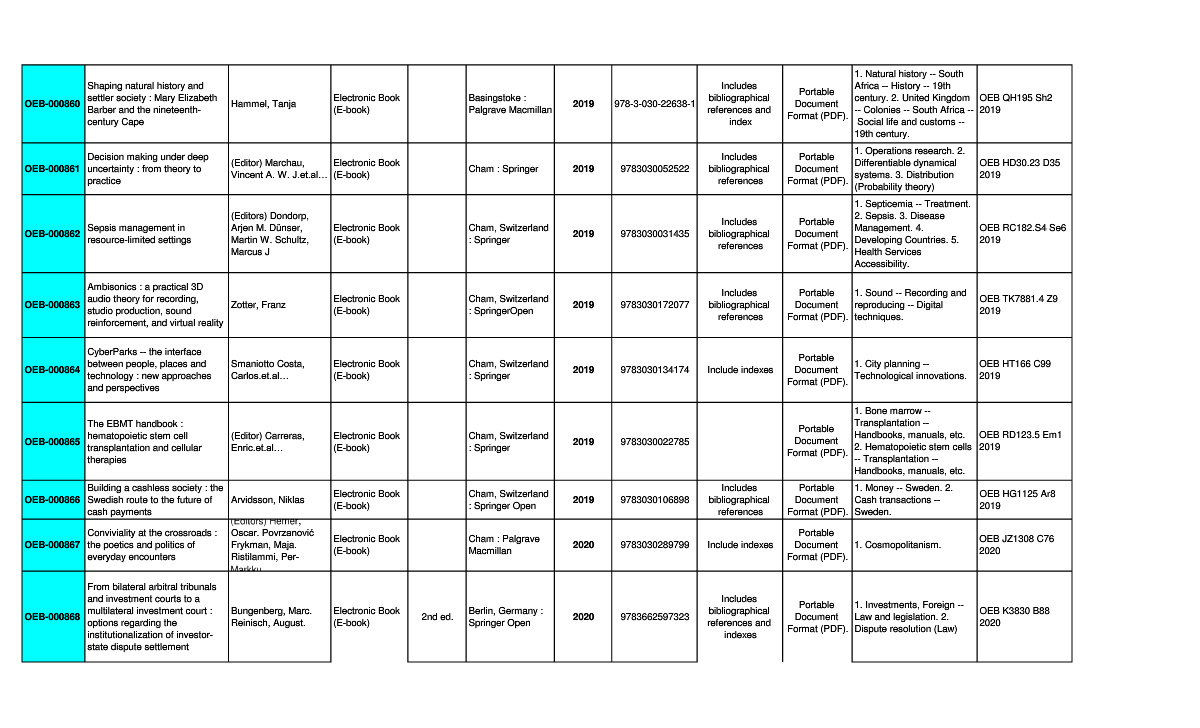 OEB-000860
Shaping natural history and
settler society : Mary Elizabeth
Barber and the nineteenth-
century Cape
Hammel, Tanja
Electronic Book
(E-book)
Basingstoke :
Palgrave Macmillan
2019
978-3-030-22638-1
Includes
bibliographical
references and
index
Portable
Document
Format (PDF).
1. Natural history -- South
Africa -- History -- 19th
century. 2. United Kingdom
-- Colonies -- South Africa --
Social life and customs --
19th century.
OEB QH195 Sh2
2019
OEB-000861
Decision making under deep
uncertainty : from theory to
practice
(Editor) Marchau,
Vincent A. W. J.et.al…
Electronic Book
(E-book)
Cham : Springer
2019
9783030052522
Includes
bibliographical
references
Portable
Document
Format (PDF).
1. Operations research. 2.
Differentiable dynamical
systems. 3. Distribution
(Probability theory)
OEB HD30.23 D35
2019
OEB-000862
Sepsis management in
resource-limited settings
(Editors) Dondorp,
Arjen M. Dünser,
Martin W. Schultz,
Marcus J
Electronic Book
(E-book)
Cham, Switzerland
: Springer
2019
9783030031435
Includes
bibliographical
references
Portable
Document
Format (PDF).
1. Septicemia -- Treatment.
2. Sepsis. 3. Disease
Management. 4.
Developing Countries. 5.
Health Services
Accessibility.
OEB RC182.S4 Se6
2019
OEB-000863
Ambisonics : a practical 3D
audio theory for recording,
studio production, sound
reinforcement, and virtual reality
Zotter, Franz
Electronic Book
(E-book)
Cham, Switzerland
: SpringerOpen
2019
9783030172077
Includes
bibliographical
references
Portable
Document
Format (PDF).
1. Sound -- Recording and
reproducing -- Digital
techniques.
OEB TK7881.4 Z9
2019
OEB-000864
CyberParks -- the interface
between people, places and
technology : new approaches
and perspectives
Smaniotto Costa,
Carlos.et.al…
Electronic Book
(E-book)
Cham, Switzerland
: Springer
2019
9783030134174
Include indexes
Portable
Document
Format (PDF).
1. City planning --
Technological innovations.
OEB HT166 C99
2019
OEB-000865
The EBMT handbook :
hematopoietic stem cell
transplantation and cellular
therapies
(Editor) Carreras,
Enric.et.al…
Electronic Book
(E-book)
Cham, Switzerland
: Springer
2019
9783030022785
Portable
Document
Format (PDF).
1. Bone marrow --
Transplantation --
Handbooks, manuals, etc.
2. Hematopoietic stem cells
-- Transplantation --
Handbooks, manuals, etc.
OEB RD123.5 Em1
2019
OEB-000866
Building a cashless society : the
Swedish route to the future of
cash payments
Arvidsson, Niklas
Electronic Book
(E-book)
Cham, Switzerland
: Springer Open
2019
9783030106898
Includes
bibliographical
references
Portable
Document
Format (PDF).
1. Money -- Sweden. 2.
Cash transactions --
Sweden.
OEB HG1125 Ar8
2019
OEB-000867
Conviviality at the crossroads :
the poetics and politics of
everyday encounters
(Editors) Hemer,
Oscar. Povrzanović
Frykman, Maja.
Ristilammi, Per-
Markku
Electronic Book
(E-book)
Cham : Palgrave
Macmillan
2020
9783030289799
Include indexes
Portable
Document
Format (PDF).
1. Cosmopolitanism.
OEB JZ1308 C76
2020
OEB-000868
From bilateral arbitral tribunals
and investment courts to a
multilateral investment court :
options regarding the
institutionalization of investor-
state dispute settlement
Bungenberg, Marc.
Reinisch, August.
Electronic Book
(E-book)
2nd ed.
Berlin, Germany :
Springer Open
2020
9783662597323
Includes
bibliographical
references and
indexes
Portable
Document
Format (PDF).
1. Investments, Foreign --
Law and legislation. 2.
Dispute resolution (Law)
OEB K3830 B88
2020